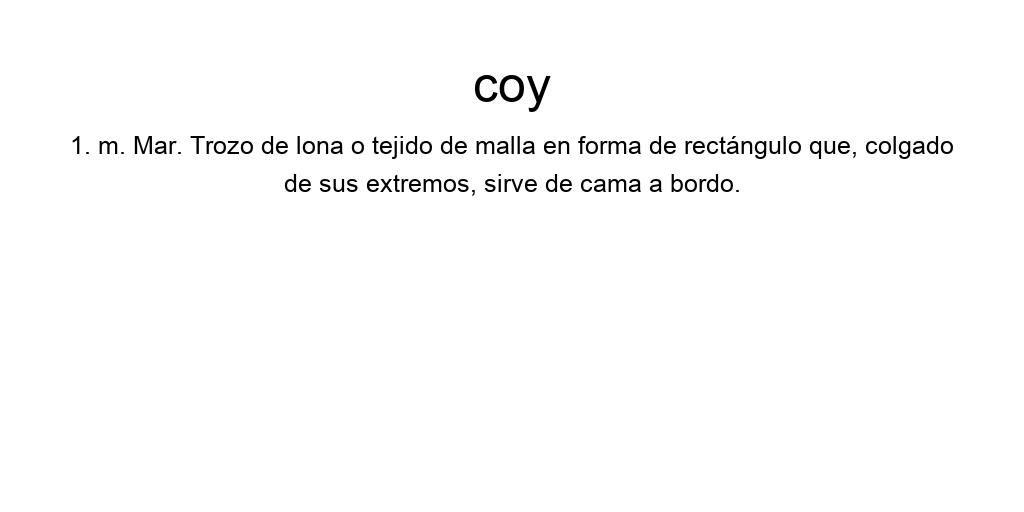 coy
1. m. Mar. Trozo de lona o tejido de malla en forma de rectángulo que, colgado
de sus extremos, sirve de cama a bordo.